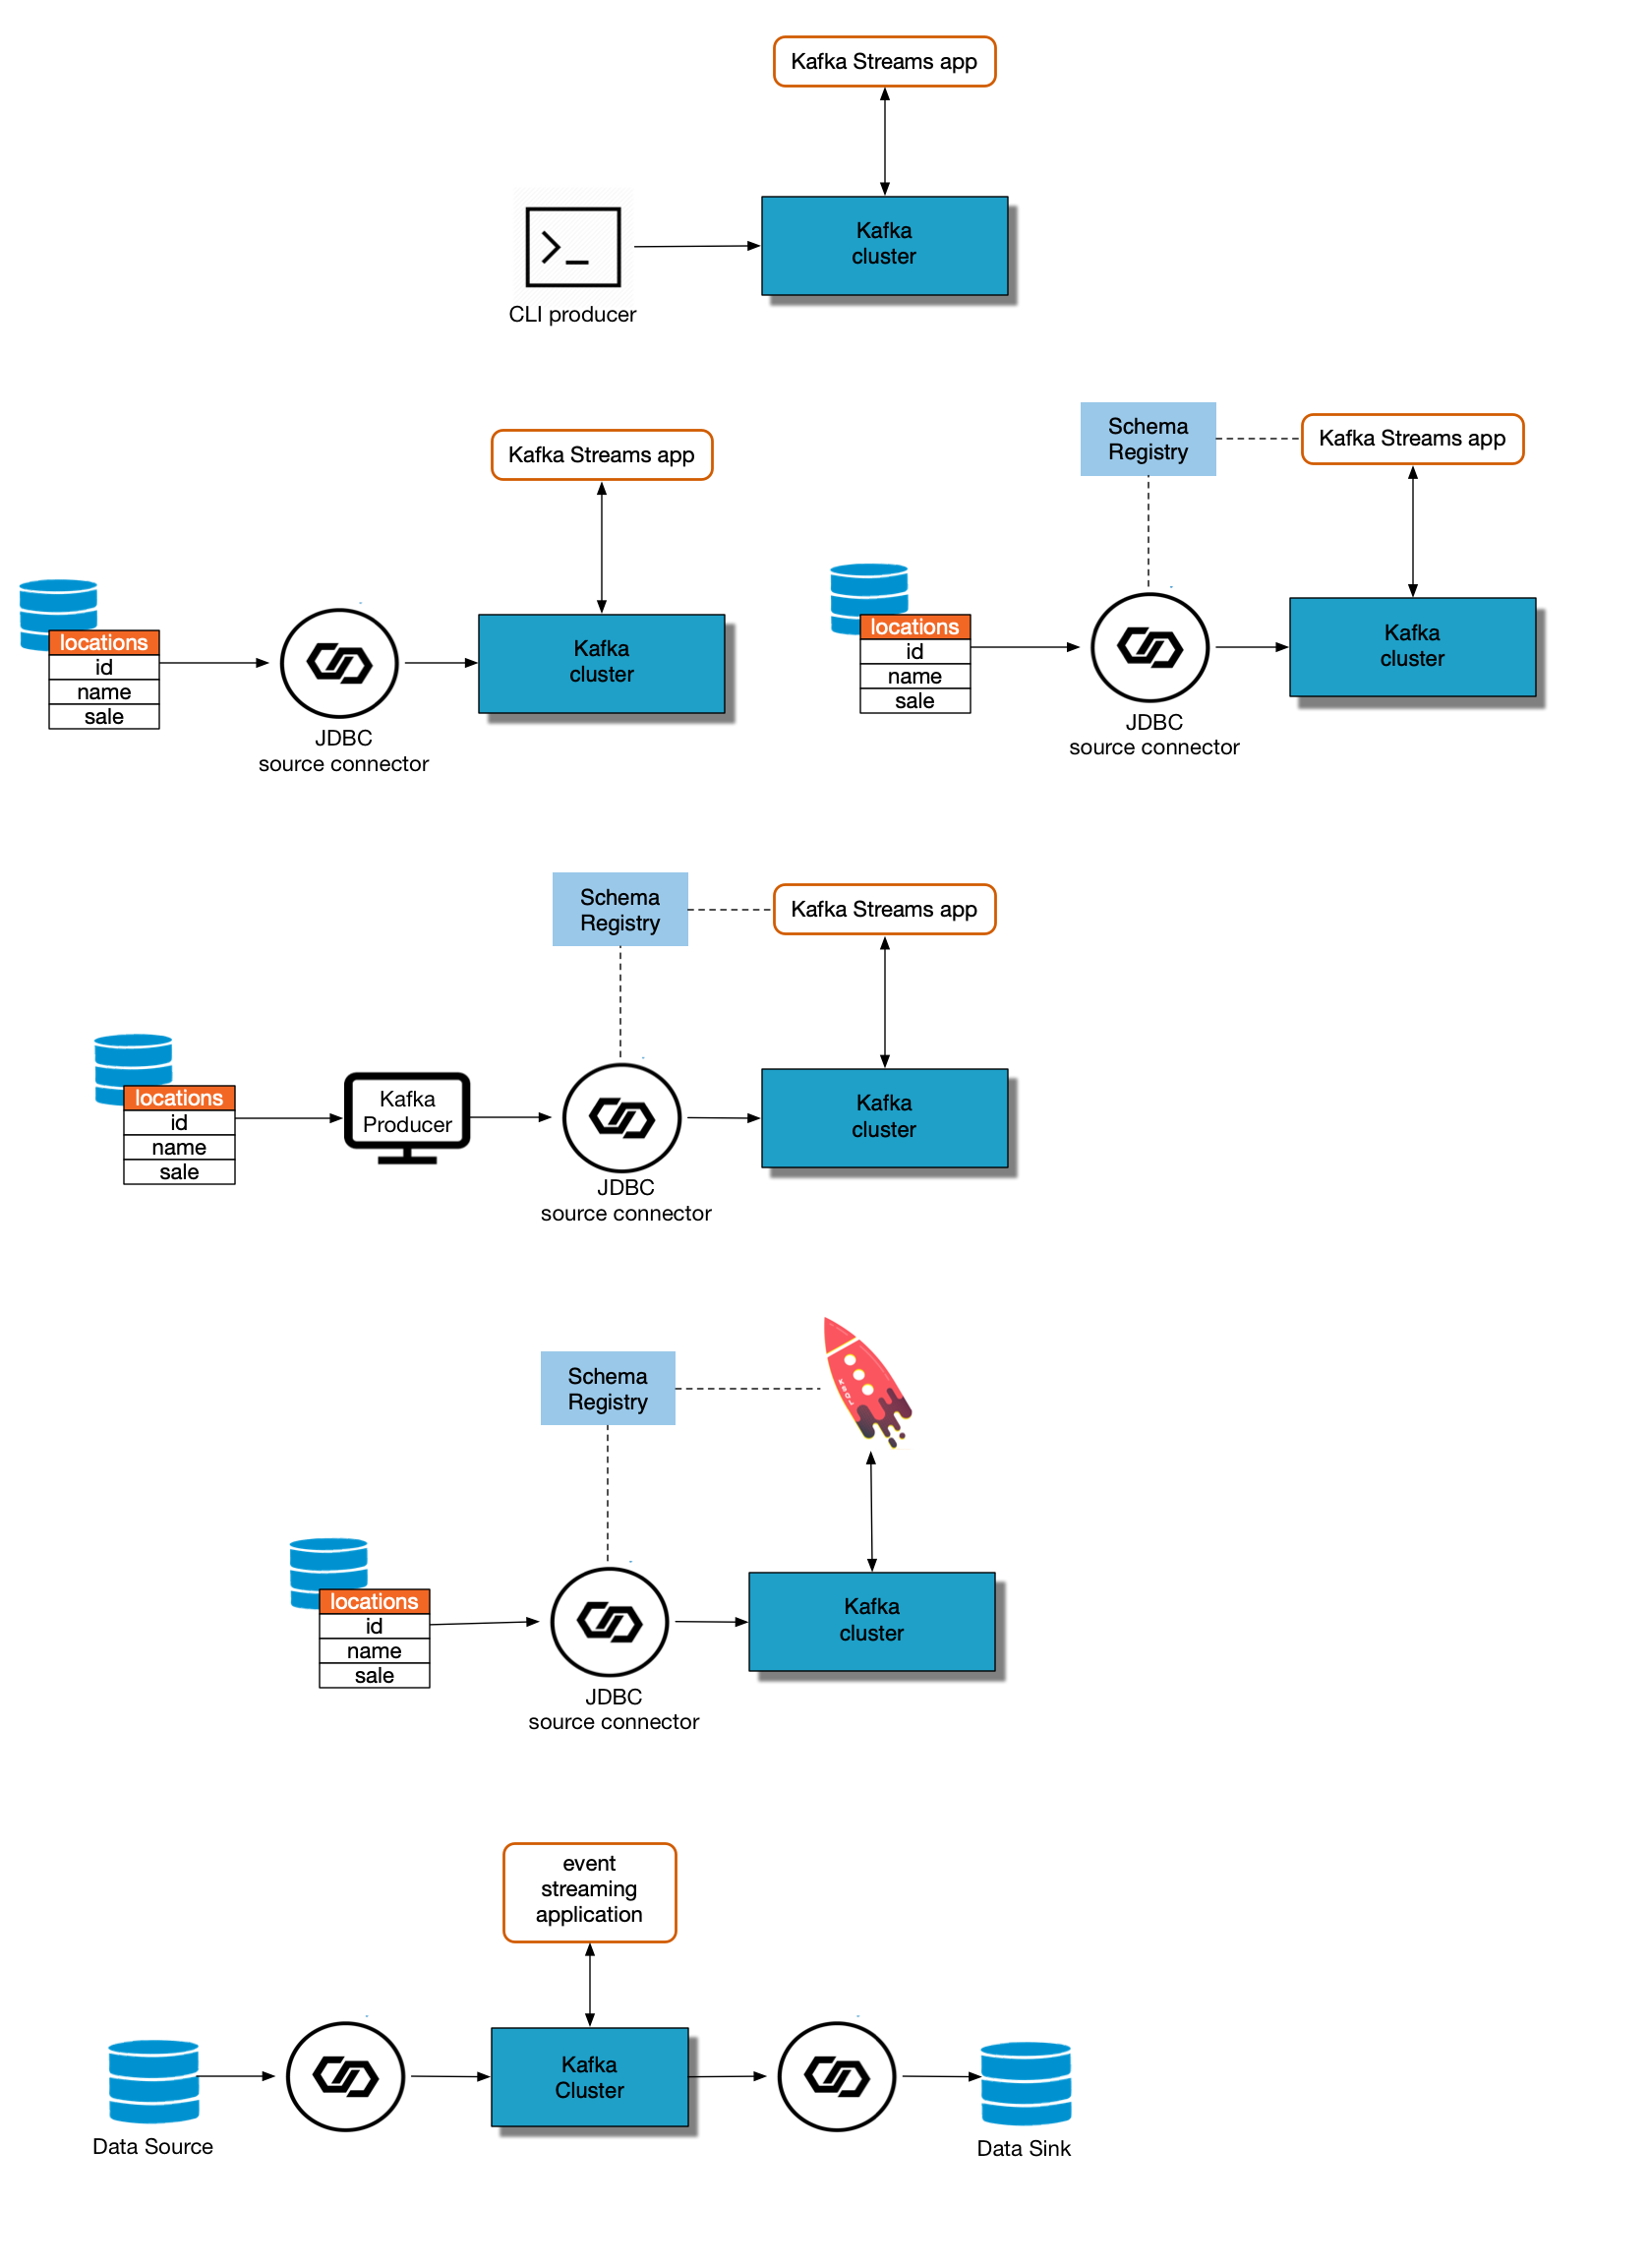 Kafka Streams app
Kafka
cluster
CLI producer
Kafka Streams app
locations
id
name
sale
JDBC
source connector
Kafka
cluster
Schema
Registry
Kafka Streams app
locations
id
name
sale
JDBC
source connector
Kafka
cluster
Schema
Registry
Kafka Streams app
locations
id
name
sale
Kafka
Producer
JDBC
source connector
Kafka
cluster
Schema
Registry
KSQL
locations
id
name
sale
JDBC
source connector
Kafka
cluster
event
streaming
application
Data Source
Kafka
Cluster
Data Sink